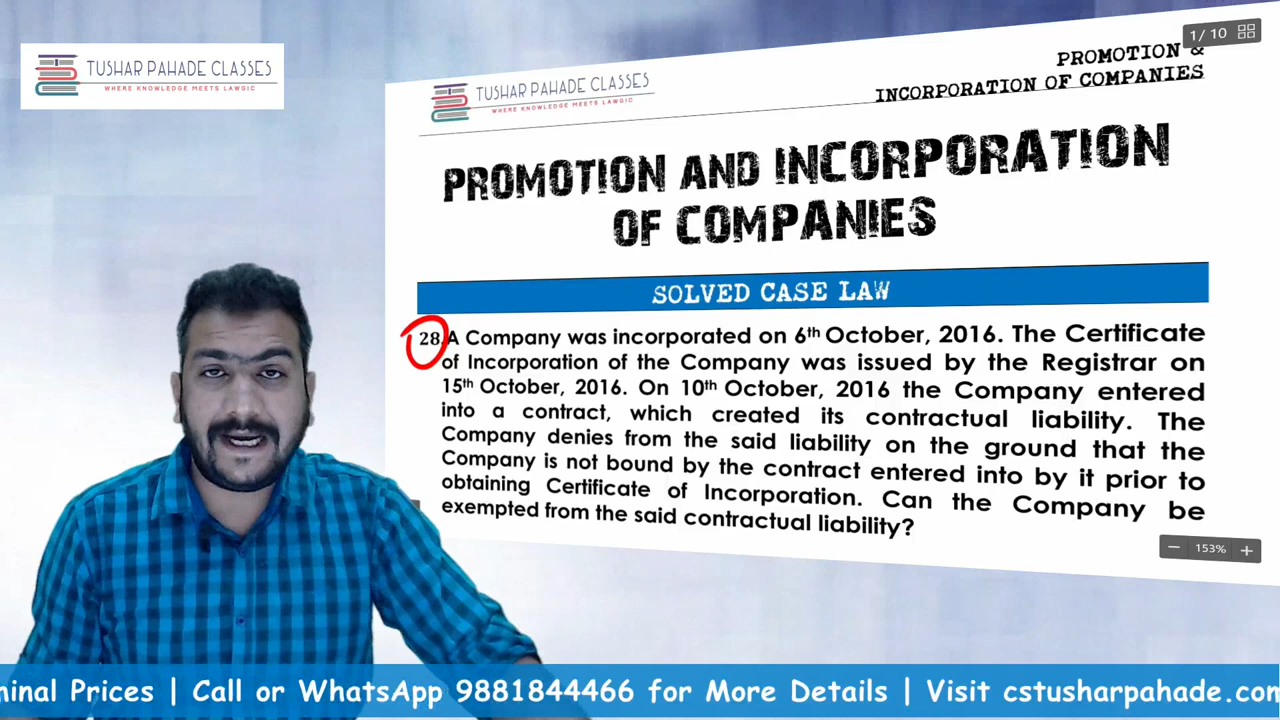 TUSHAR PAHADE CLASSES
WHERE KNOWLEDGE MEETS LAWGIC
1 / 10
TUSHAR PAHADE CLASSES
WHERE KNOWLEDGE MEETS LAWGIC
PROMOTION &
INCORPORATION OF COMPANIES
PROMOTION AND INCORPORATION
OF COMPANIES
SOLVED CASE LAW
28. A Company was incorporated on 6th October, 2016. The Certificate
of Incorporation of the Company was issued by the Registrar on
15th October, 2016. On 10th October, 2016 the Company entered
into a contract, which created its contractual liability. The
Company denies from the said liability on the ground that the
Company is not bound by the contract entered into by it prior to
obtaining Certificate of Incorporation. Can the Company be
exempted from the said contractual liability?
153%
Prices | Call or WhatsApp 9881844466 for More Details | Visit cstusharpahade.com